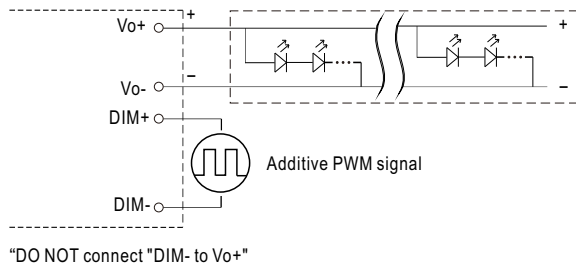 Vo+
+
+
Vo-
–
–
DIM+
Additive PWM signal
DIM-
“DO NOT connect "DIM- to Vo+"